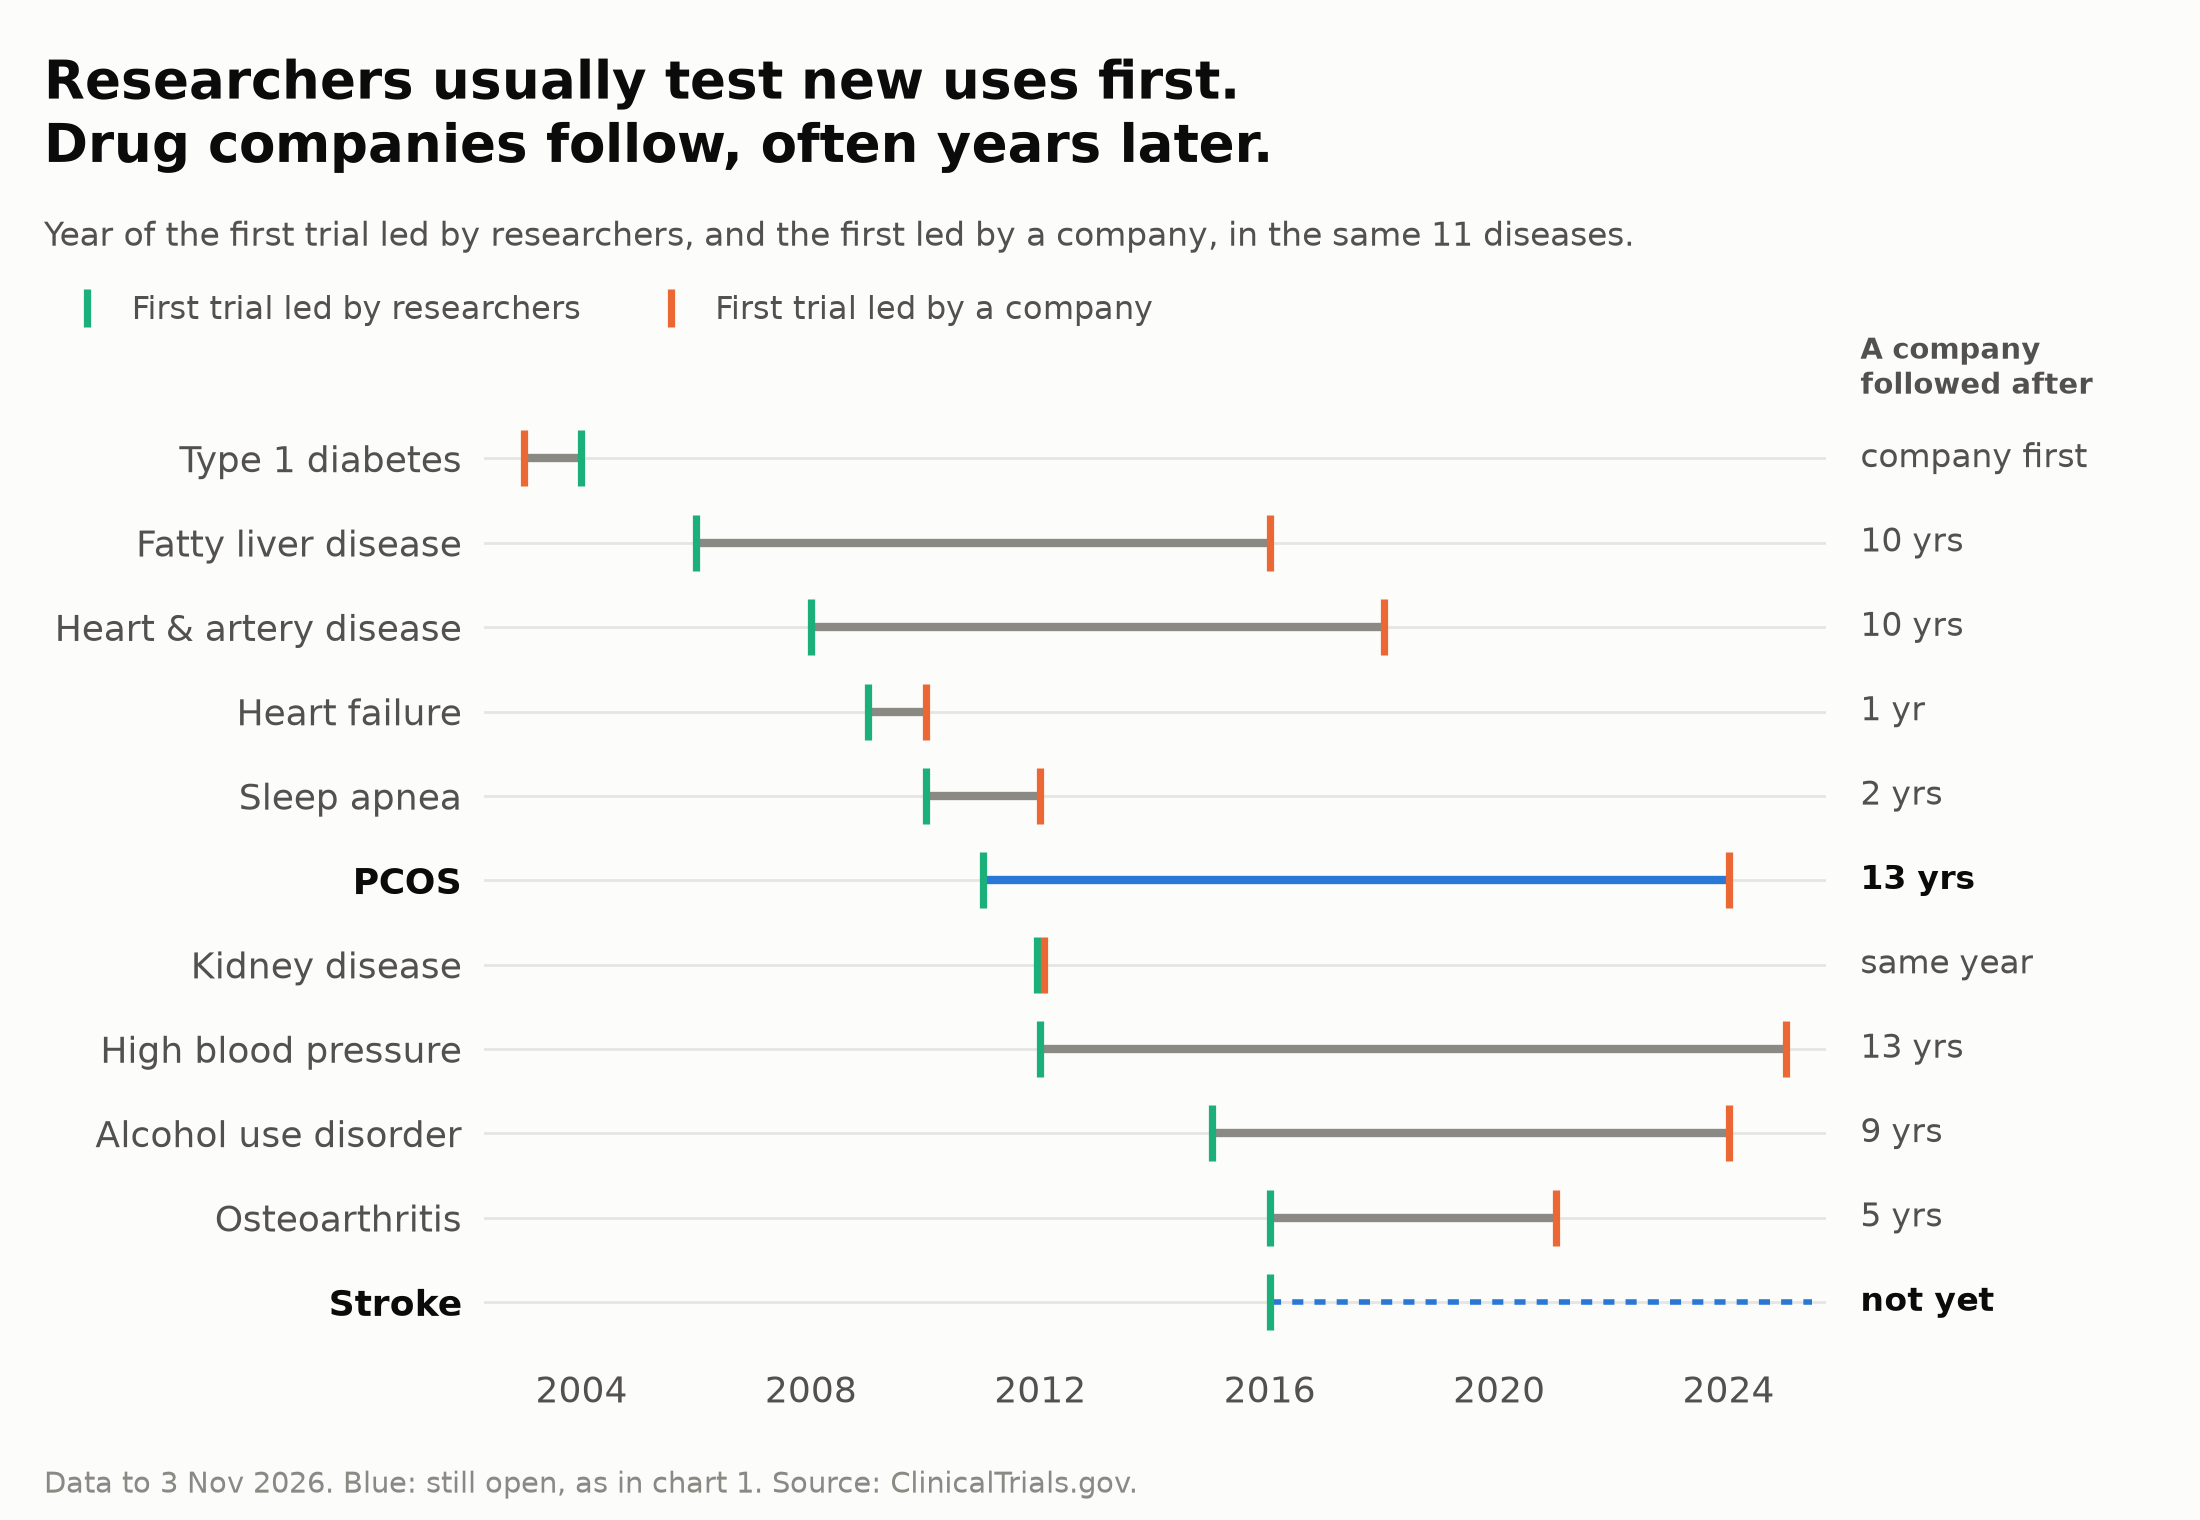 Researchers usually test new uses first.
Drug companies follow, often years later.
Year of the first trial led by researchers, and the first led by a company, in the same 11 diseases.
First trial led by researchers
First trial led by a company
A company
followed after
Type 1 diabetes
company first
Fatty liver disease
10 yrs
Heart & artery disease
10 yrs
Heart failure
1 yr
Sleep apnea
2 yrs
PCOS
13 yrs
Kidney disease
same year
High blood pressure
13 yrs
Alcohol use disorder
9 yrs
Osteoarthritis
5 yrs
Stroke
not yet
2004 2008 2012 2016 2020 2024
Data to 3 Nov 2026. Blue: still open, as in chart 1. Source: ClinicalTrials.gov.